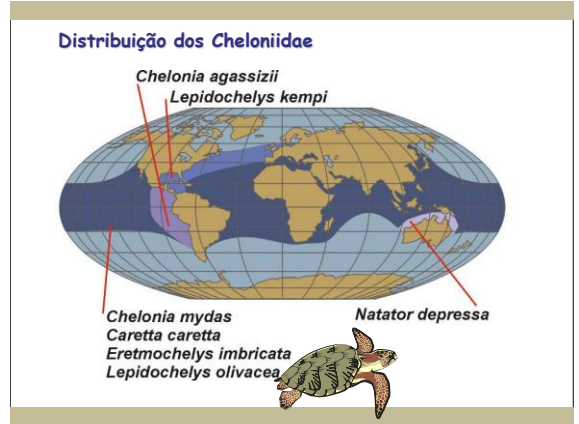 Distribuição dos Cheloniidae
Chelonia agassizii
Lepidochelys kempi
Chelonia mydas
Caretta caretta
Eretmochelys imbricata
Lepidochelys olivacea
Natator depressa